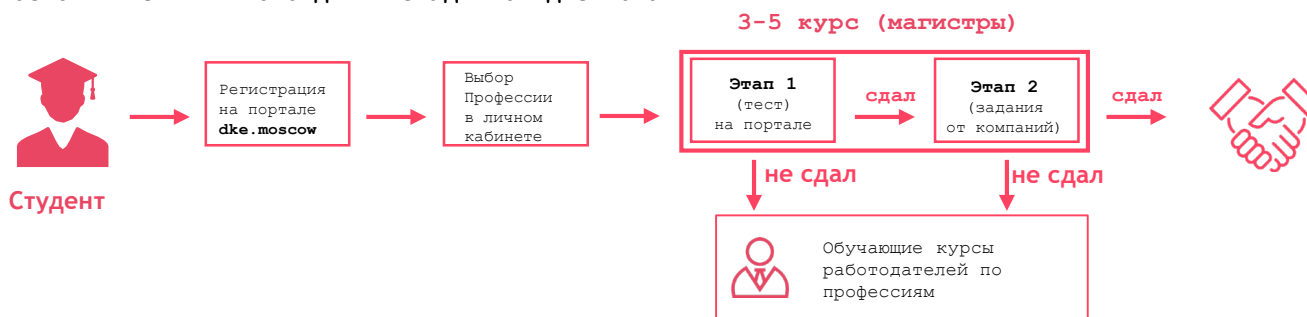 3-5 курс (магистры)
Студент
Регистрация
на портале
dke.moscow
Выбор
Профессии
в личном
кабинете
Этап 1
(тест)
на портале
сдал
Этап 2
(задания
от компаний)
сдал
не сдал
не сдал
Обучающие курсы
работодателей по
профессиям